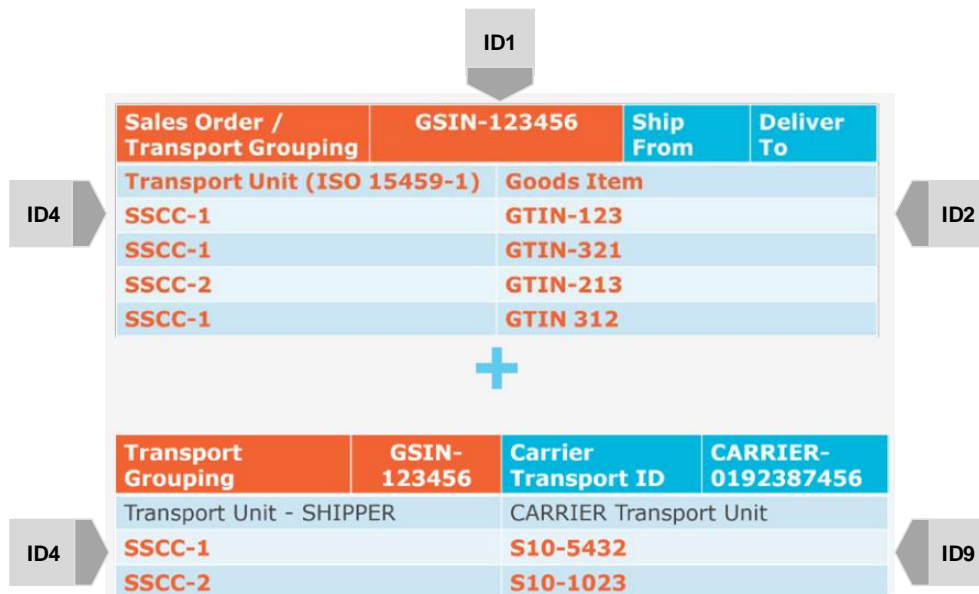 ID1
Sales Order / GSIN-123456 Ship Deliver
Transport Grouping From To
Transport Unit (ISO 15459-1) Goods Item
ID4 SSCC-1 GTIN-123 ID2
SSCC-1 GTIN-321
SSCC-2 GTIN-213
SSCC-1 GTIN 312
+
Transport GSIN- Carrier CARRIER-
Grouping 123456 Transport ID 0192387456
Transport Unit - SHIPPER CARRIER Transport Unit
ID4 SSCC-1 S10-5432 ID9
SSCC-2 S10-1023